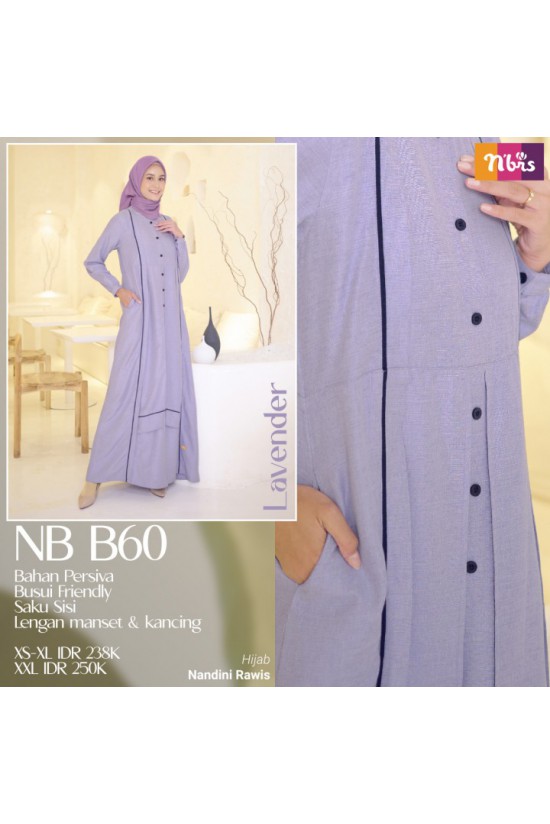 N'brs
Lavender
NB B60
Bahan Persiva
Busui Friendly
Saku Sisi
Lengan manset & kancing
XS-XL IDR 238K
XXL IDR 250K
Hijab
Nandini Rawis